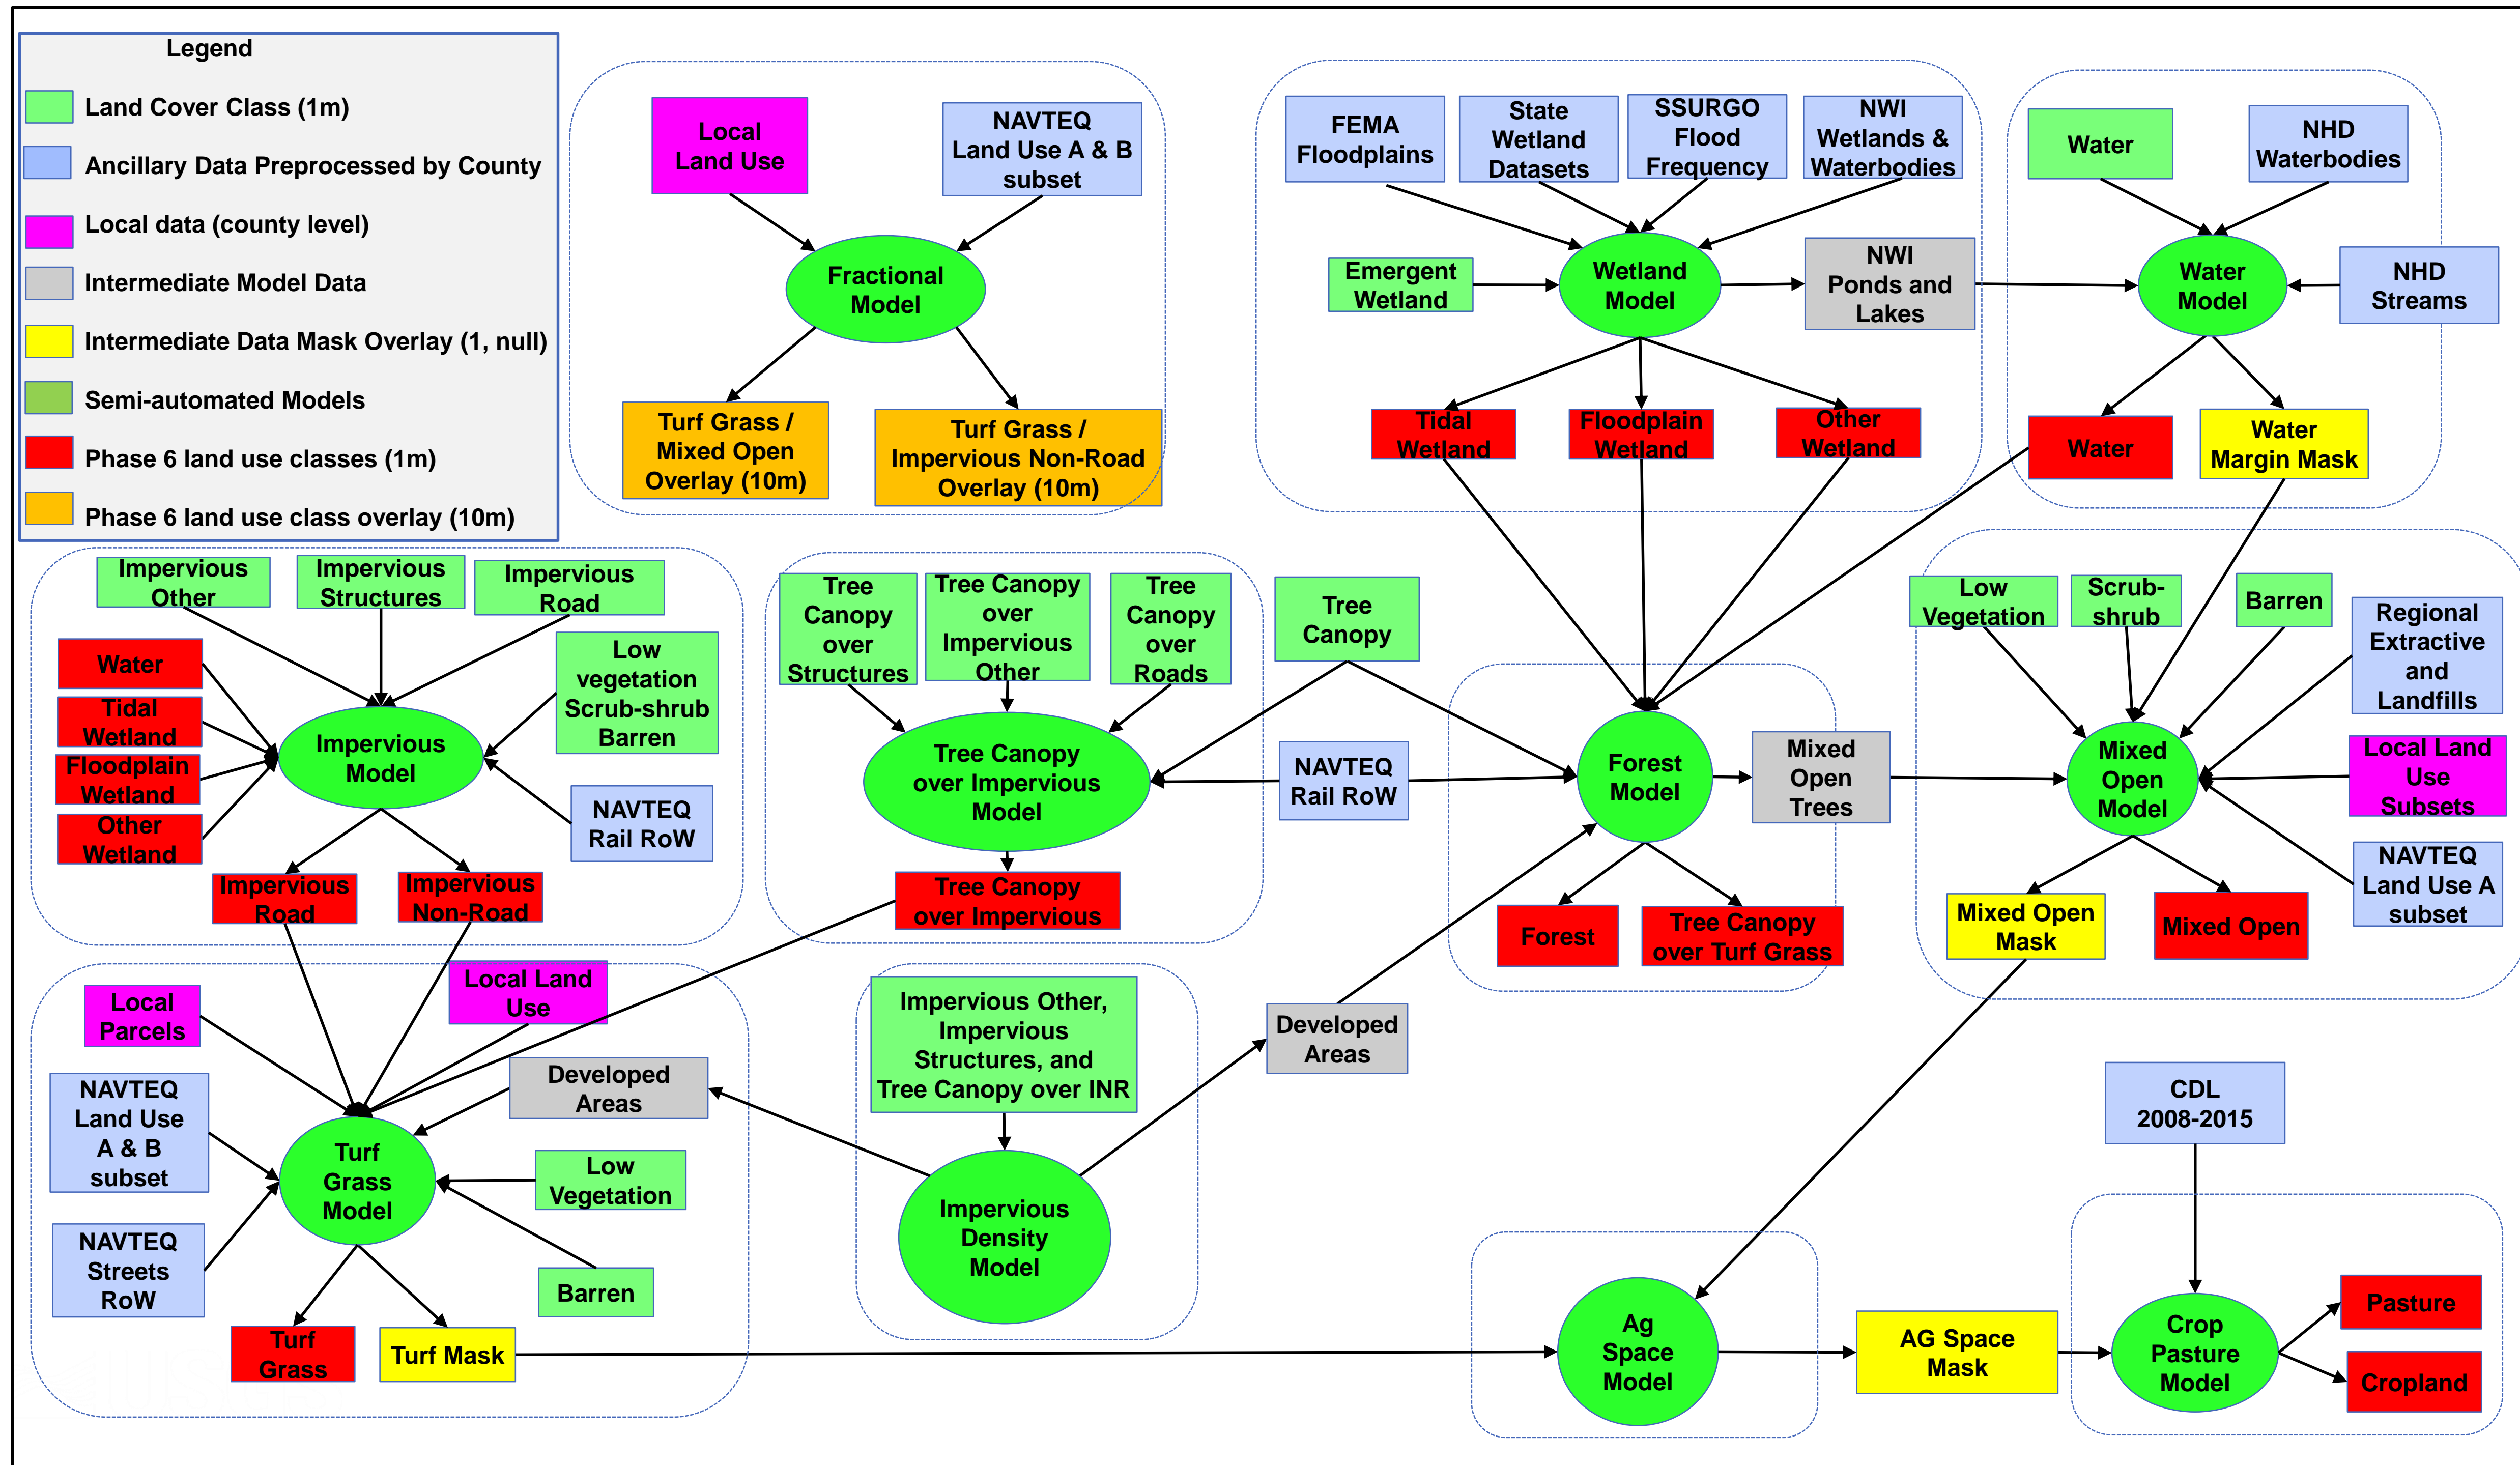 Legend
Land Cover Class (1m)
Ancillary Data Preprocessed by County
Local data (county level)
Intermediate Model Data
Intermediate Data Mask Overlay (1, null)
Semi-automated Models
Phase 6 land use classes (1m)
Phase 6 land use class overlay (10m)
Local
Land Use
NAVTEQ
Land Use A & B
subset
Fractional
Model
Turf Grass /
Mixed Open
Overlay (10m)
Turf Grass /
Impervious Non-Road
Overlay (10m)
FEMA
Floodplains
State
Wetland
Datasets
SSURGO
Flood
Frequency
NWI
Wetlands &
Waterbodies
Emergent
Wetland
Wetland
Model
NWI
Ponds and
Lakes
Tidal
Wetland
Floodplain
Wetland
Other
Wetland
Water
NHD
Waterbodies
Water
Model
NHD
Streams
Water
Water
Margin Mask
Impervious
Other
Impervious
Structures
Impervious
Road
Water
Tidal
Wetland
Floodplain
Wetland
Other
Wetland
Low
vegetation
Scrub-shrub
Barren
Impervious
Model
NAVTEQ
Rail RoW
Impervious
Road
Impervious
Non-Road
Tree
Canopy
over
Structures
Tree Canopy
over
Impervious
Other
Tree
Canopy
over
Roads
Tree
Canopy
Tree Canopy
over Impervious
Model
NAVTEQ
Rail RoW
Tree Canopy
over Impervious
Forest
Model
Mixed
Open
Trees
Forest
Tree Canopy
over Turf Grass
Low
Vegetation
Scrub-
shrub
Barren
Regional
Extractive
and
Landfills
Mixed
Open
Model
Local Land
Use
Subsets
NAVTEQ
Land Use A
subset
Mixed Open
Mask
Mixed Open
Local
Parcels
Local Land
Use
NAVTEQ
Land Use
A & B
subset
Developed
Areas
Turf
Grass
Model
Low
Vegetation
NAVTEQ
Streets
RoW
Barren
Turf
Grass
Turf Mask
Impervious Other,
Impervious
Structures, and
Tree Canopy over INR
Impervious
Density
Model
Developed
Areas
Ag
Space
Model
AG Space
Mask
CDL
2008-2015
Crop
Pasture
Model
Pasture
Cropland